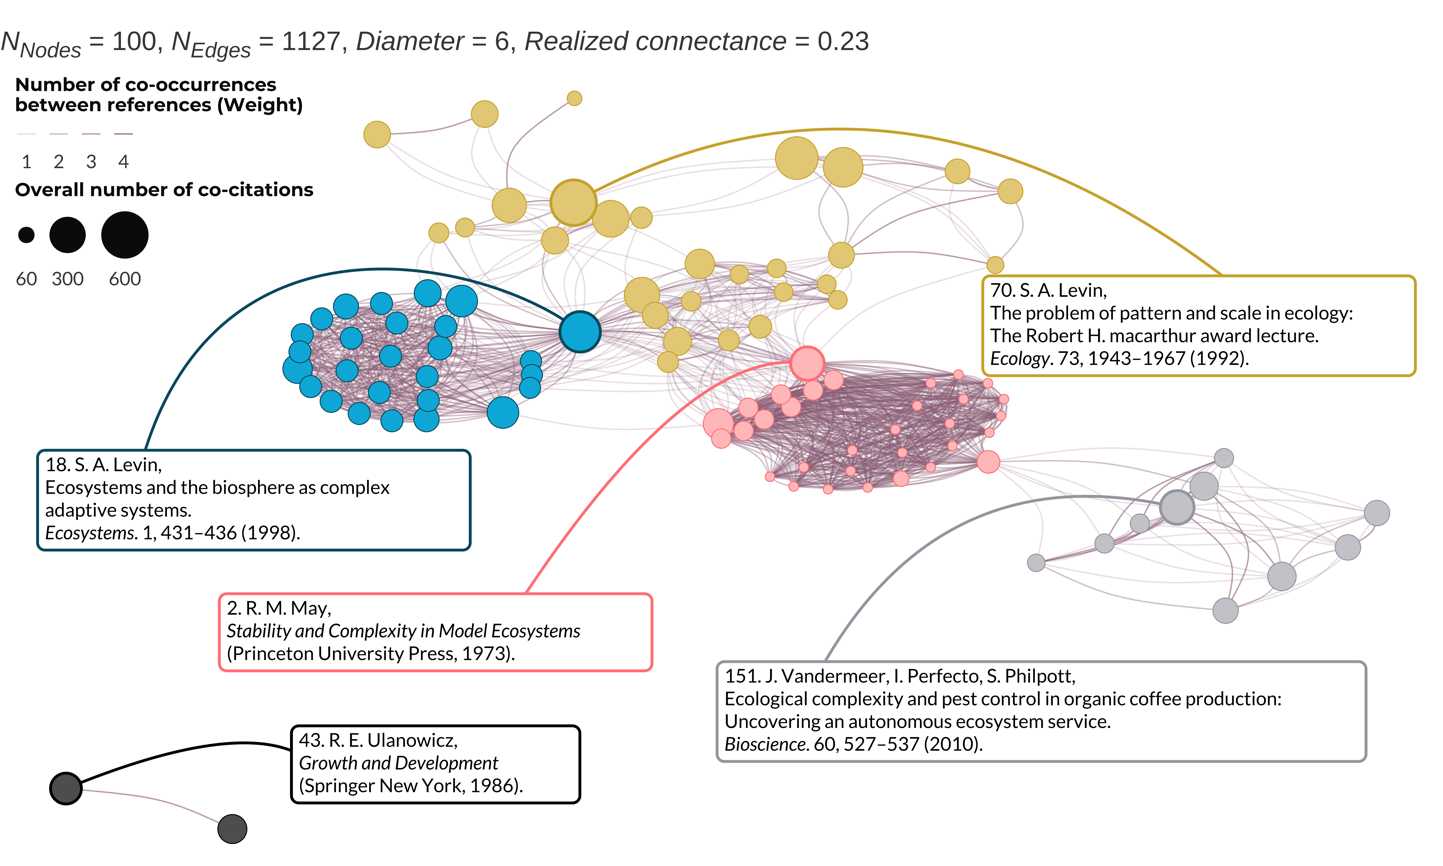 N_Nodes = 100, N_Edges = 1127, Diameter = 6, Realized connectance = 0.23
Number of co-occurrences
between references (Weight)
1 2 3 4
Overall number of co-citations
60 300 600
70. S. A. Levin,
The problem of pattern and scale in ecology:
The Robert H. macarthur award lecture.
Ecology. 73, 1943–1967 (1992).
18. S. A. Levin,
Ecosystems and the biosphere as complex
adaptive systems.
Ecosystems. 1, 431–436 (1998).
2. R. M. May,
Stability and Complexity in Model Ecosystems
(Princeton University Press, 1973).
151. J. Vandermeer, I. Perfecto, S. Philpott,
Ecological complexity and pest control in organic coffee production:
Uncovering an autonomous ecosystem service.
Bioscience. 60, 527–537 (2010).
43. R. E. Ulanowicz,
Growth and Development
(Springer New York, 1986).